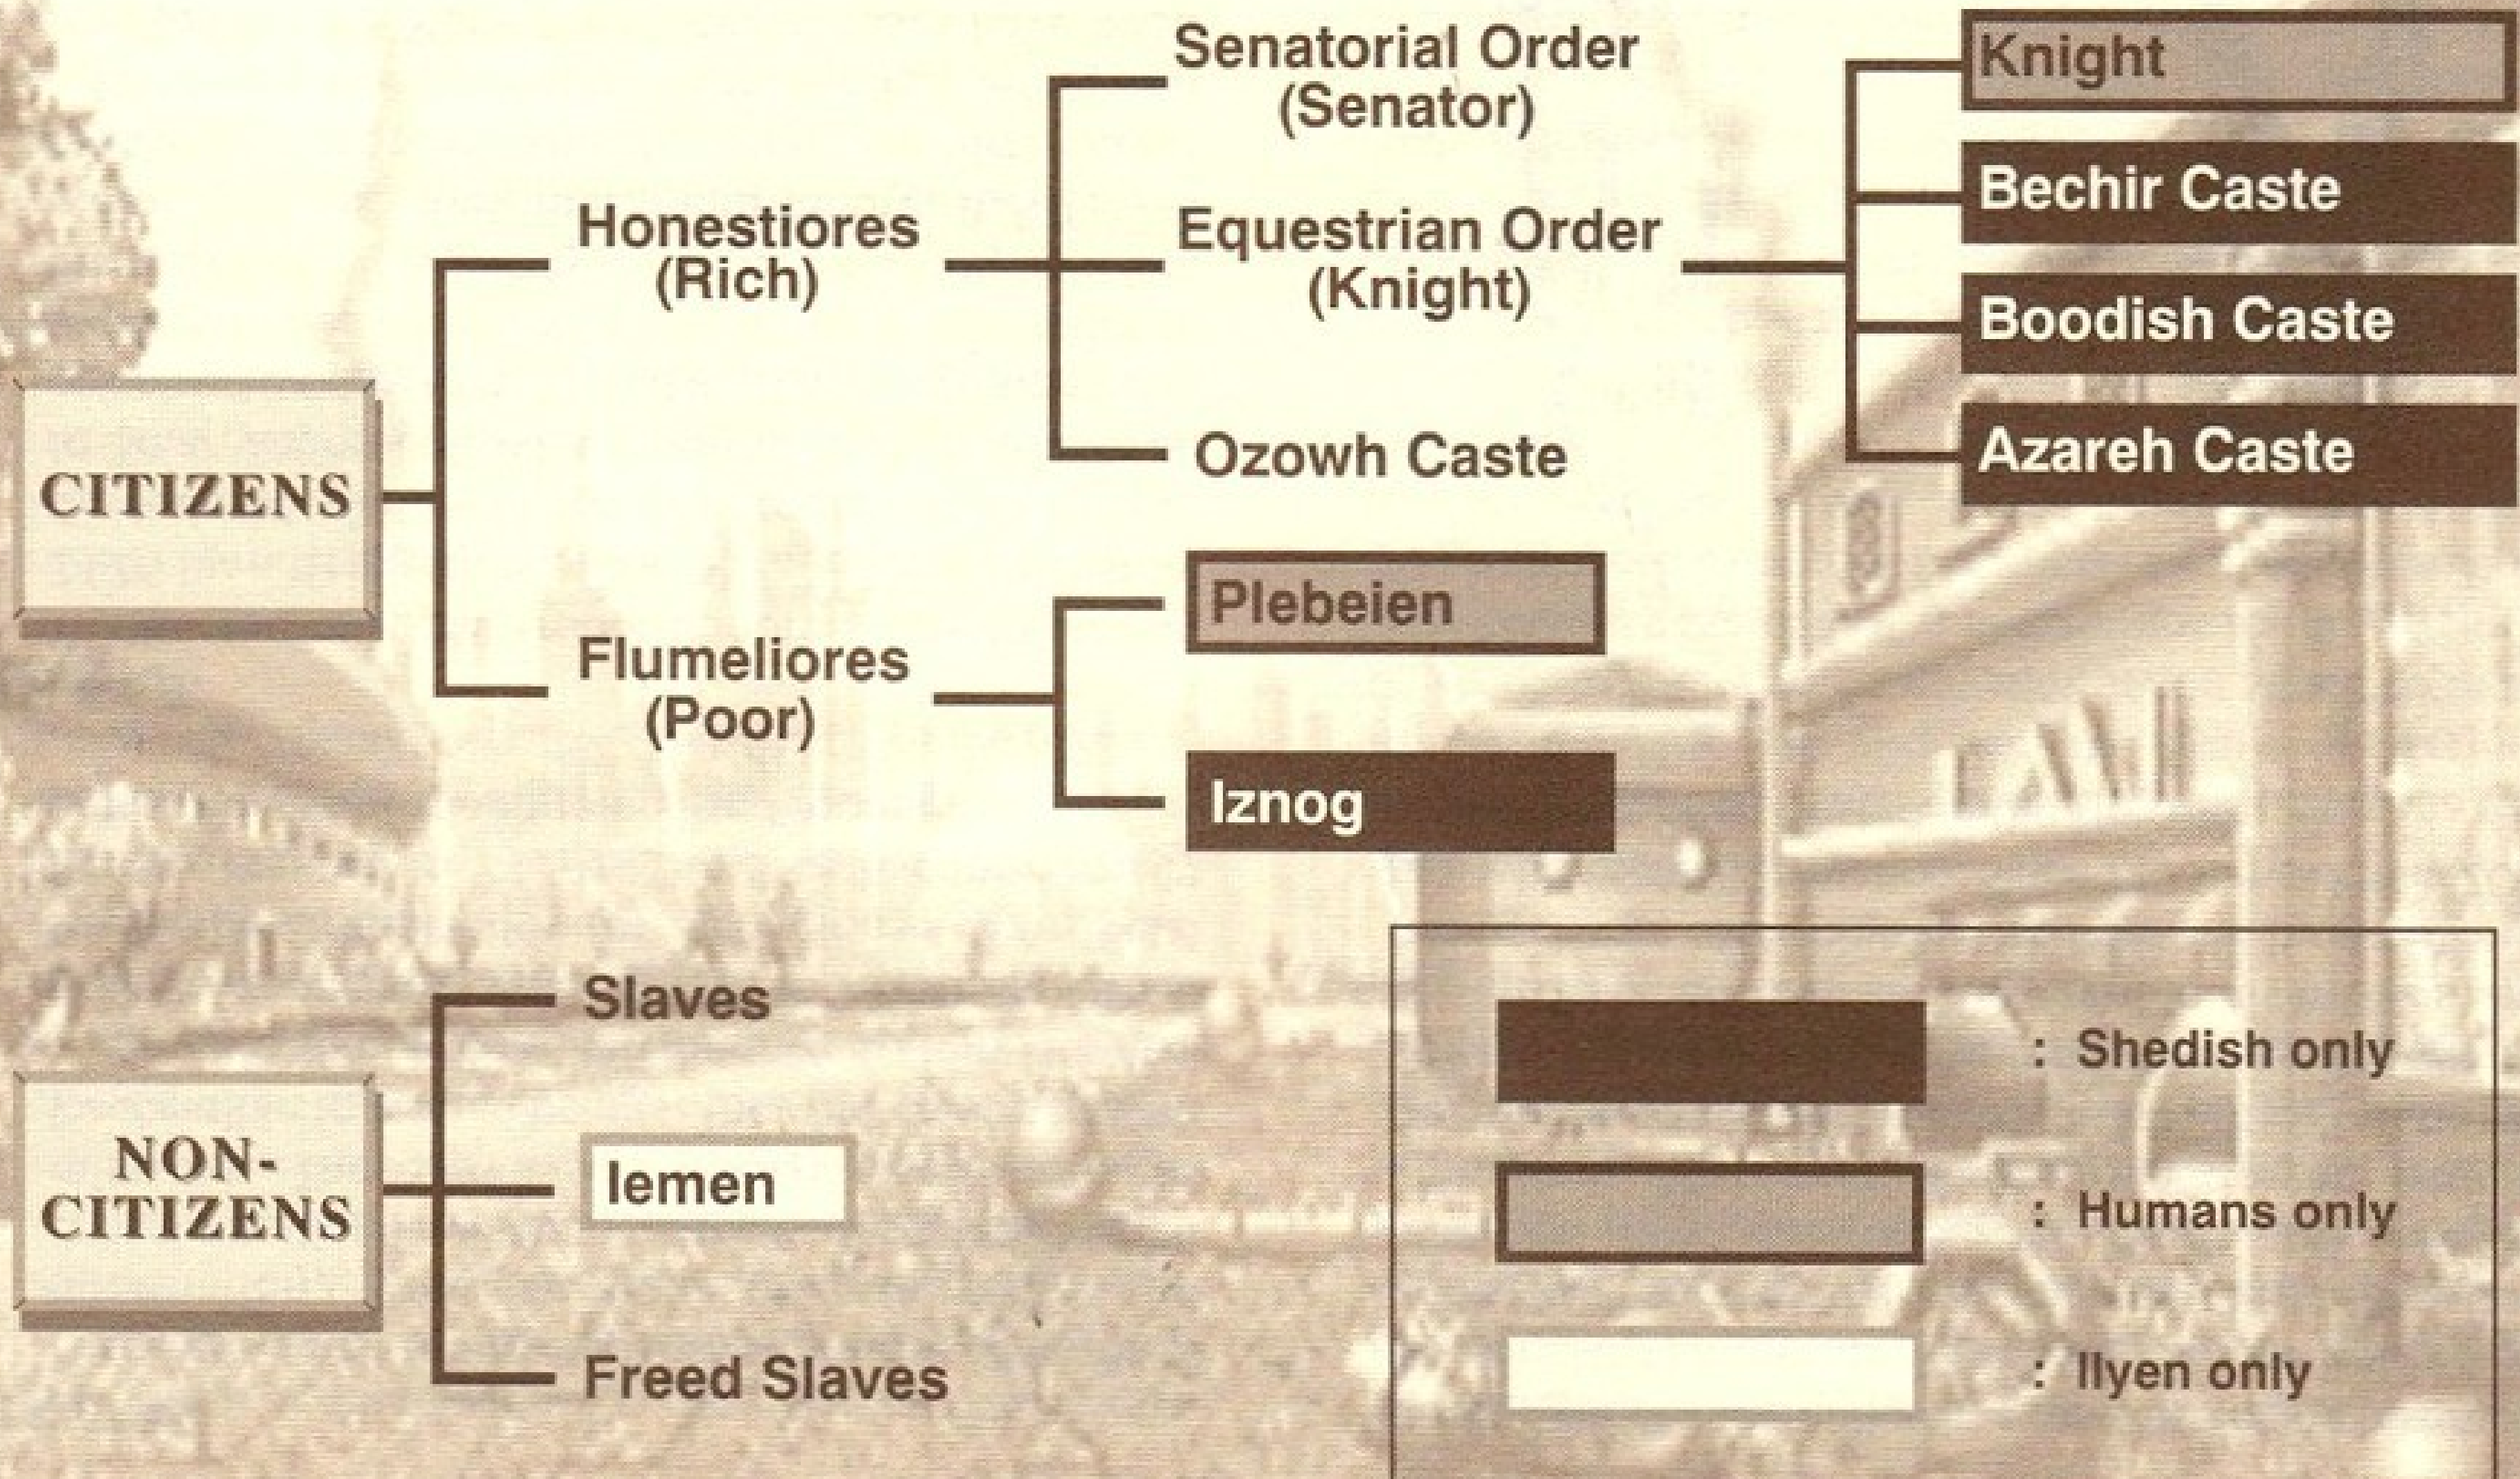 Senatorial Order
(Senator)
Knight
Bechir Caste
Honestiores
(Rich)
Equestrian Order
(Knight)
Boodish Caste
Azareh Caste
Ozowh Caste
CITIZENS
Plebeien
Flumeliores
(Poor)
Iznog
Slaves
: Shedish only
NON-
CITIZENS
Iemen
: Humans only
Freed Slaves
: Ilyen only